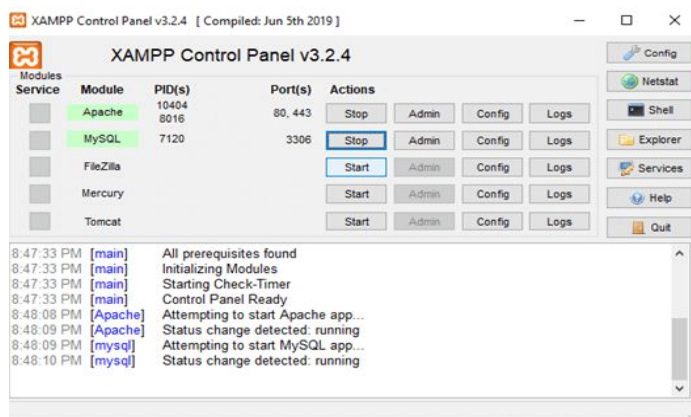 XAMPP Control Panel v3.2.4 [ Compiled: Jun 5th 2019 ]
XAMPP Control Panel v3.2.4
Config
Modules
Service Module PID(s) Port(s) Actions
Netstat
Apache 10404 8016 80, 443 Stop Admin Config Logs
Shell
MySQL 7120 3306 Stop Admin Config Logs
Explorer
FileZilla Start Admin Config Logs
Services
Mercury Start Admin Config Logs
Help
Tomcat Start Admin Config Logs
Quit
8:47:33 PM [main] All prerequisites found
8:47:33 PM [main] Initializing Modules
8:47:33 PM [main] Starting Check-Timer
8:47:33 PM [main] Control Panel Ready
8:48:08 PM [Apache] Attempting to start Apache app...
8:48:09 PM [Apache] Status change detected: running
8:48:09 PM [mysql] Attempting to start MySQL app...
8:48:10 PM [mysql] Status change detected: running